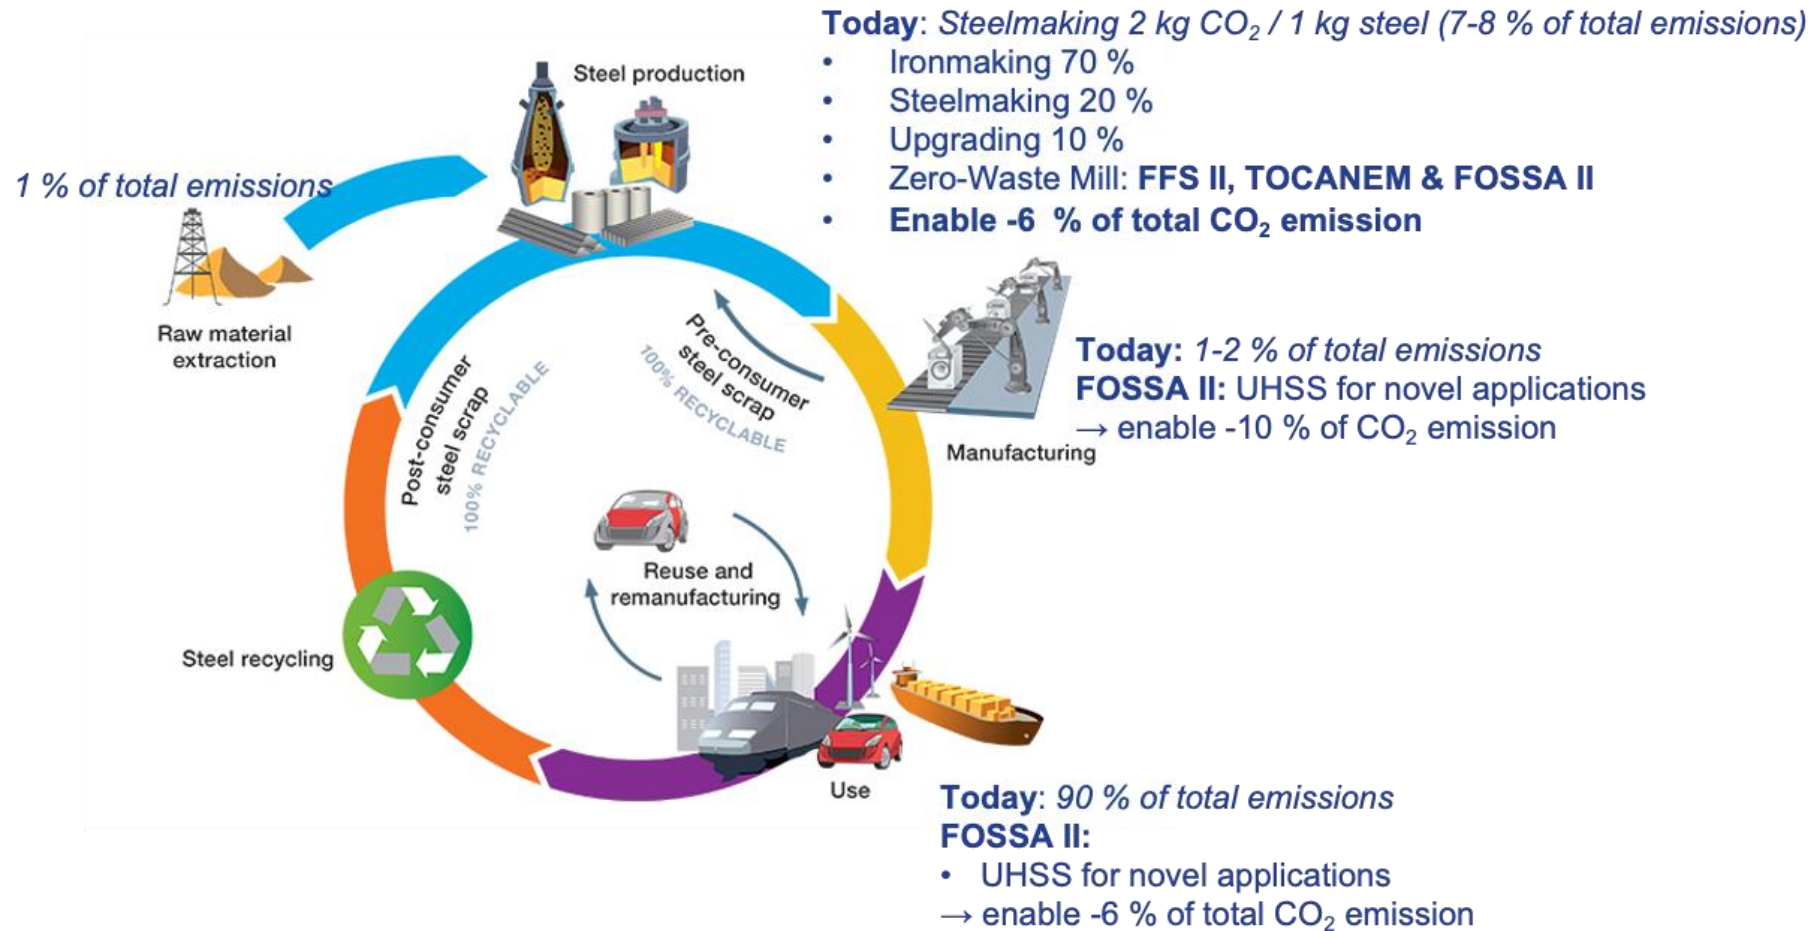 Today: Steelmaking 2 kg CO₂ / 1 kg steel (7-8 % of total emissions)
• Ironmaking 70 %
• Steelmaking 20 %
• Upgrading 10 %
• Zero-Waste Mill: FFS II, TOCANEM & FOSSA II
• Enable -6 % of total CO₂ emission
Steel production
1 % of total emissions
Raw material
extraction
Pre-consumer
steel scrap
100% RECYCLABLE
Post-consumer
steel scrap
100% RECYCLABLE
Today: 1-2 % of total emissions
FOSSA II: UHSS for novel applications
→ enable -10 % of CO₂ emission
Manufacturing
Reuse and
remanufacturing
Steel recycling
Use
Today: 90 % of total emissions
FOSSA II:
• UHSS for novel applications
→ enable -6 % of total CO₂ emission